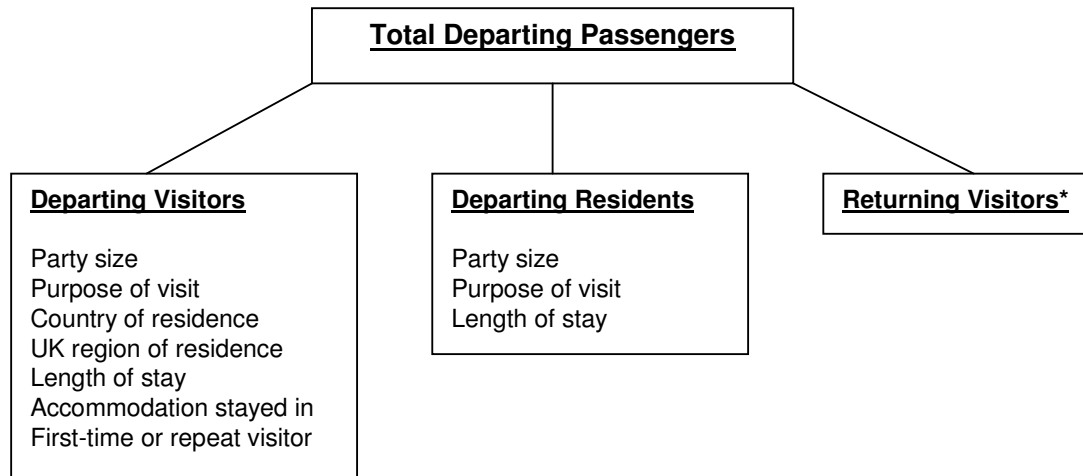 Total Departing Passengers
Departing Visitors
Party size
Purpose of visit
Country of residence
UK region of residence
Length of stay
Accommodation stayed in
First-time or repeat visitor
Departing Residents
Party size
Purpose of visit
Length of stay
Returning Visitors*